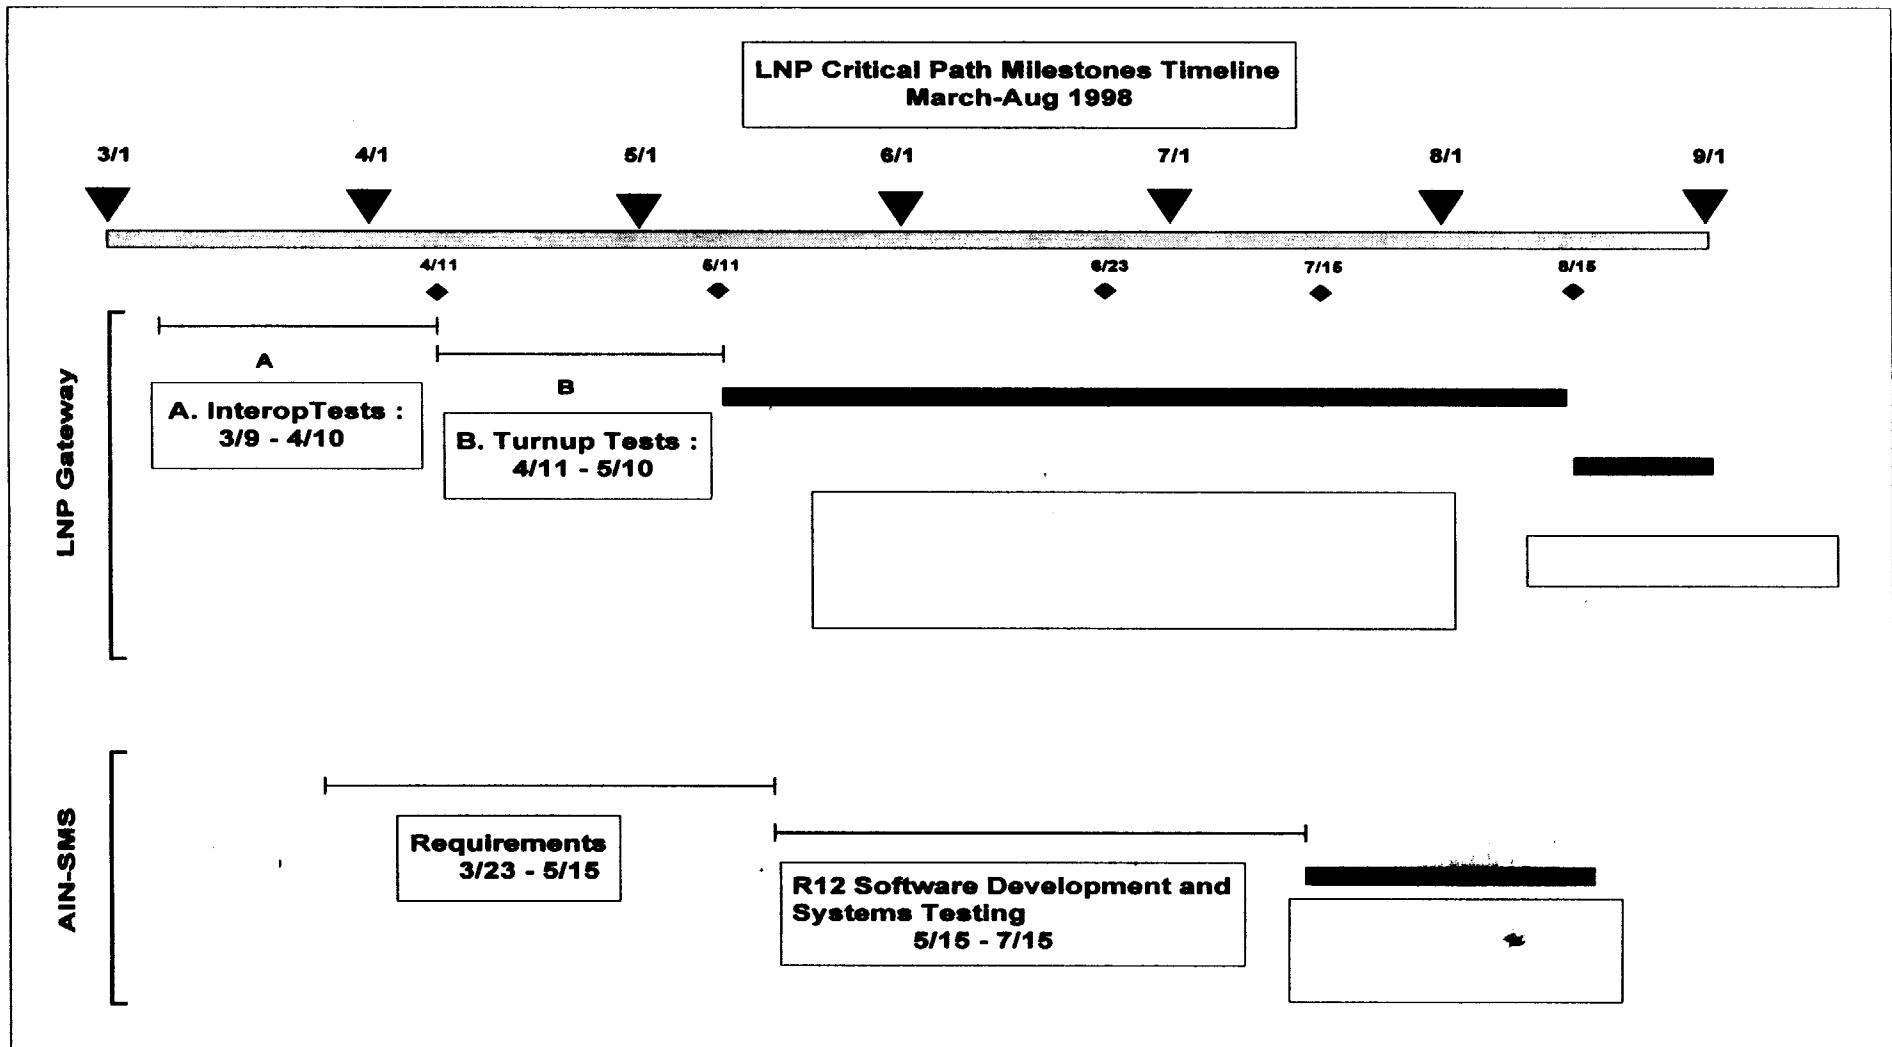 LNP Critical Path Milestones Timeline
March-Aug 1998
3/1
4/1
5/1
6/1
7/1
8/1
9/1
4/11
5/11
6/23
7/15
8/15
LNP Gateway
A
B
A. InteropTests :
3/9 - 4/10
B. Turnup Tests :
4/11 - 5/10
AIN-SMS
Requirements
3/23 - 5/15
R12 Software Development and
Systems Testing
5/15 - 7/15